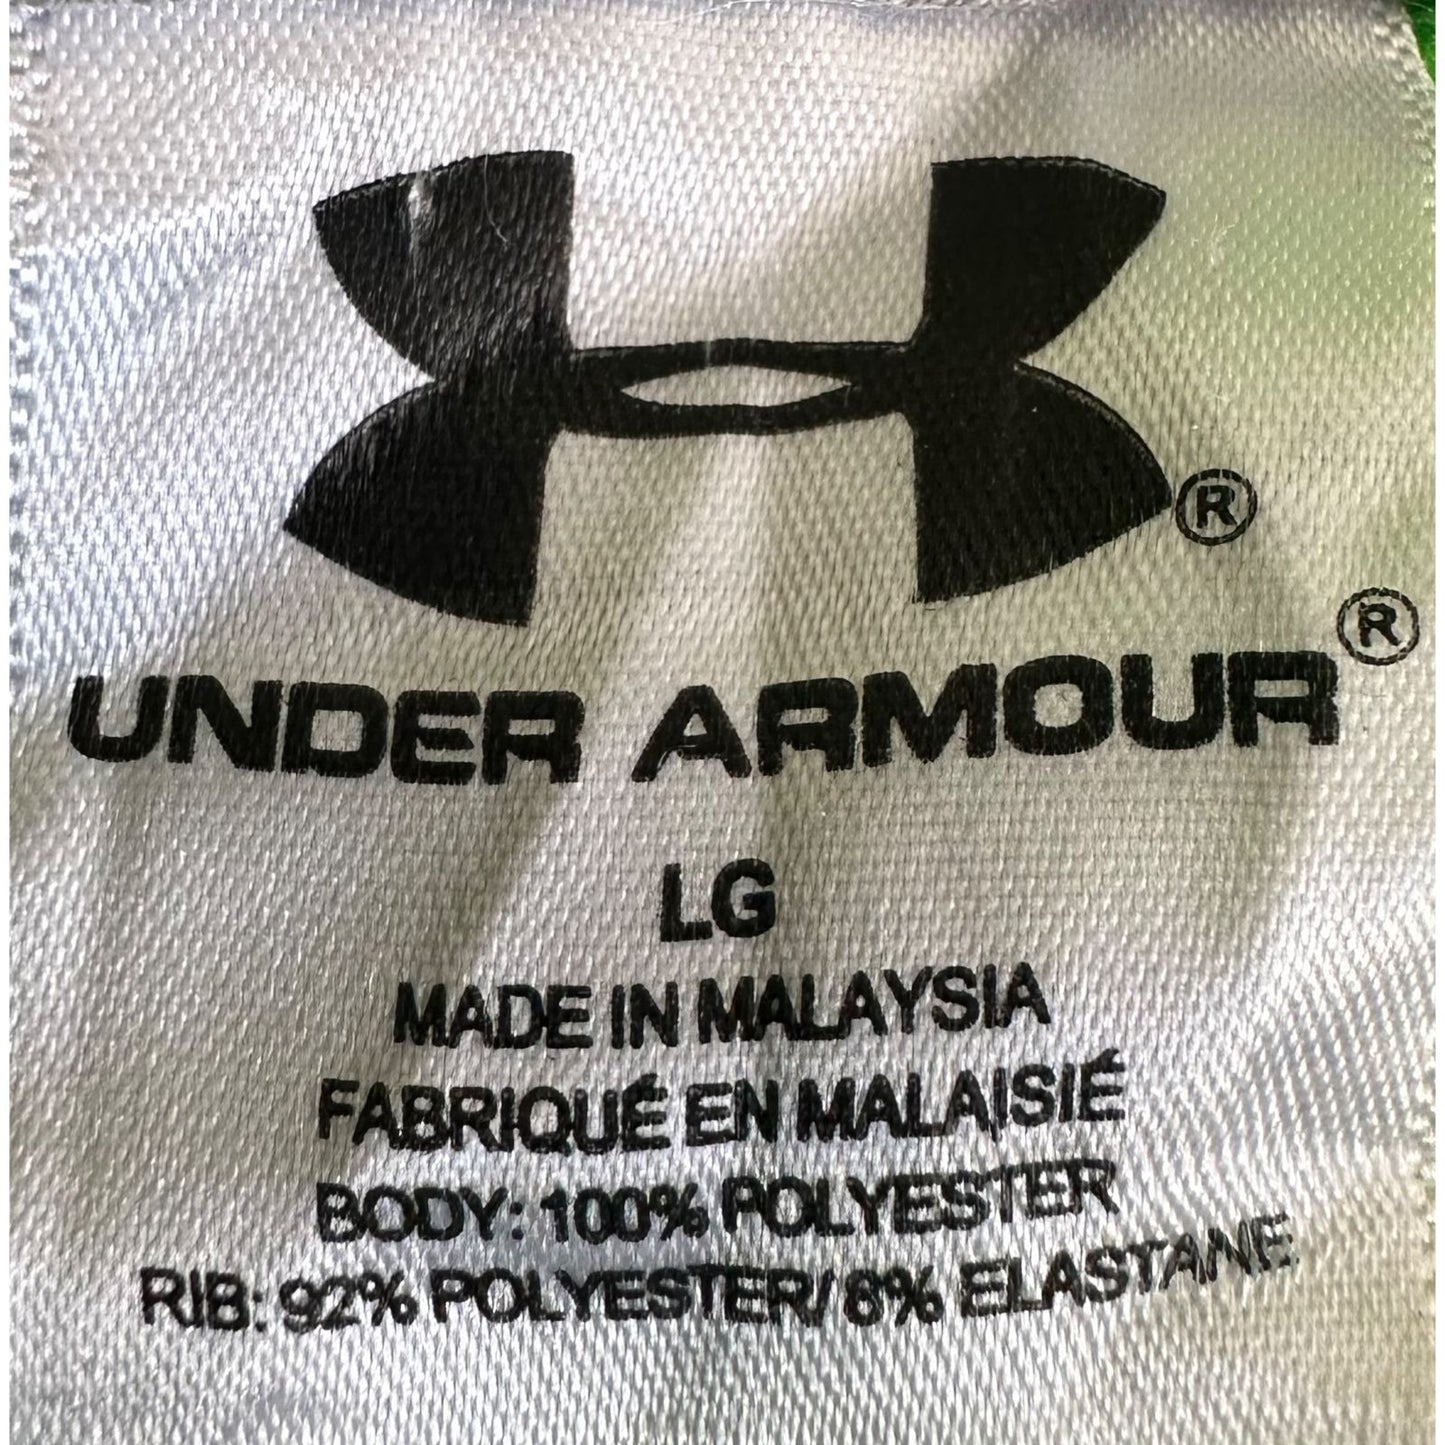 ®
UNDER ARMOUR®
LG
MADE IN MALAYSIA
FABRIQUÉ EN MALAISIÉ
BODY: 100% POLYESTER
RIB: 92% POLYESTER/ 8% ELASTANE